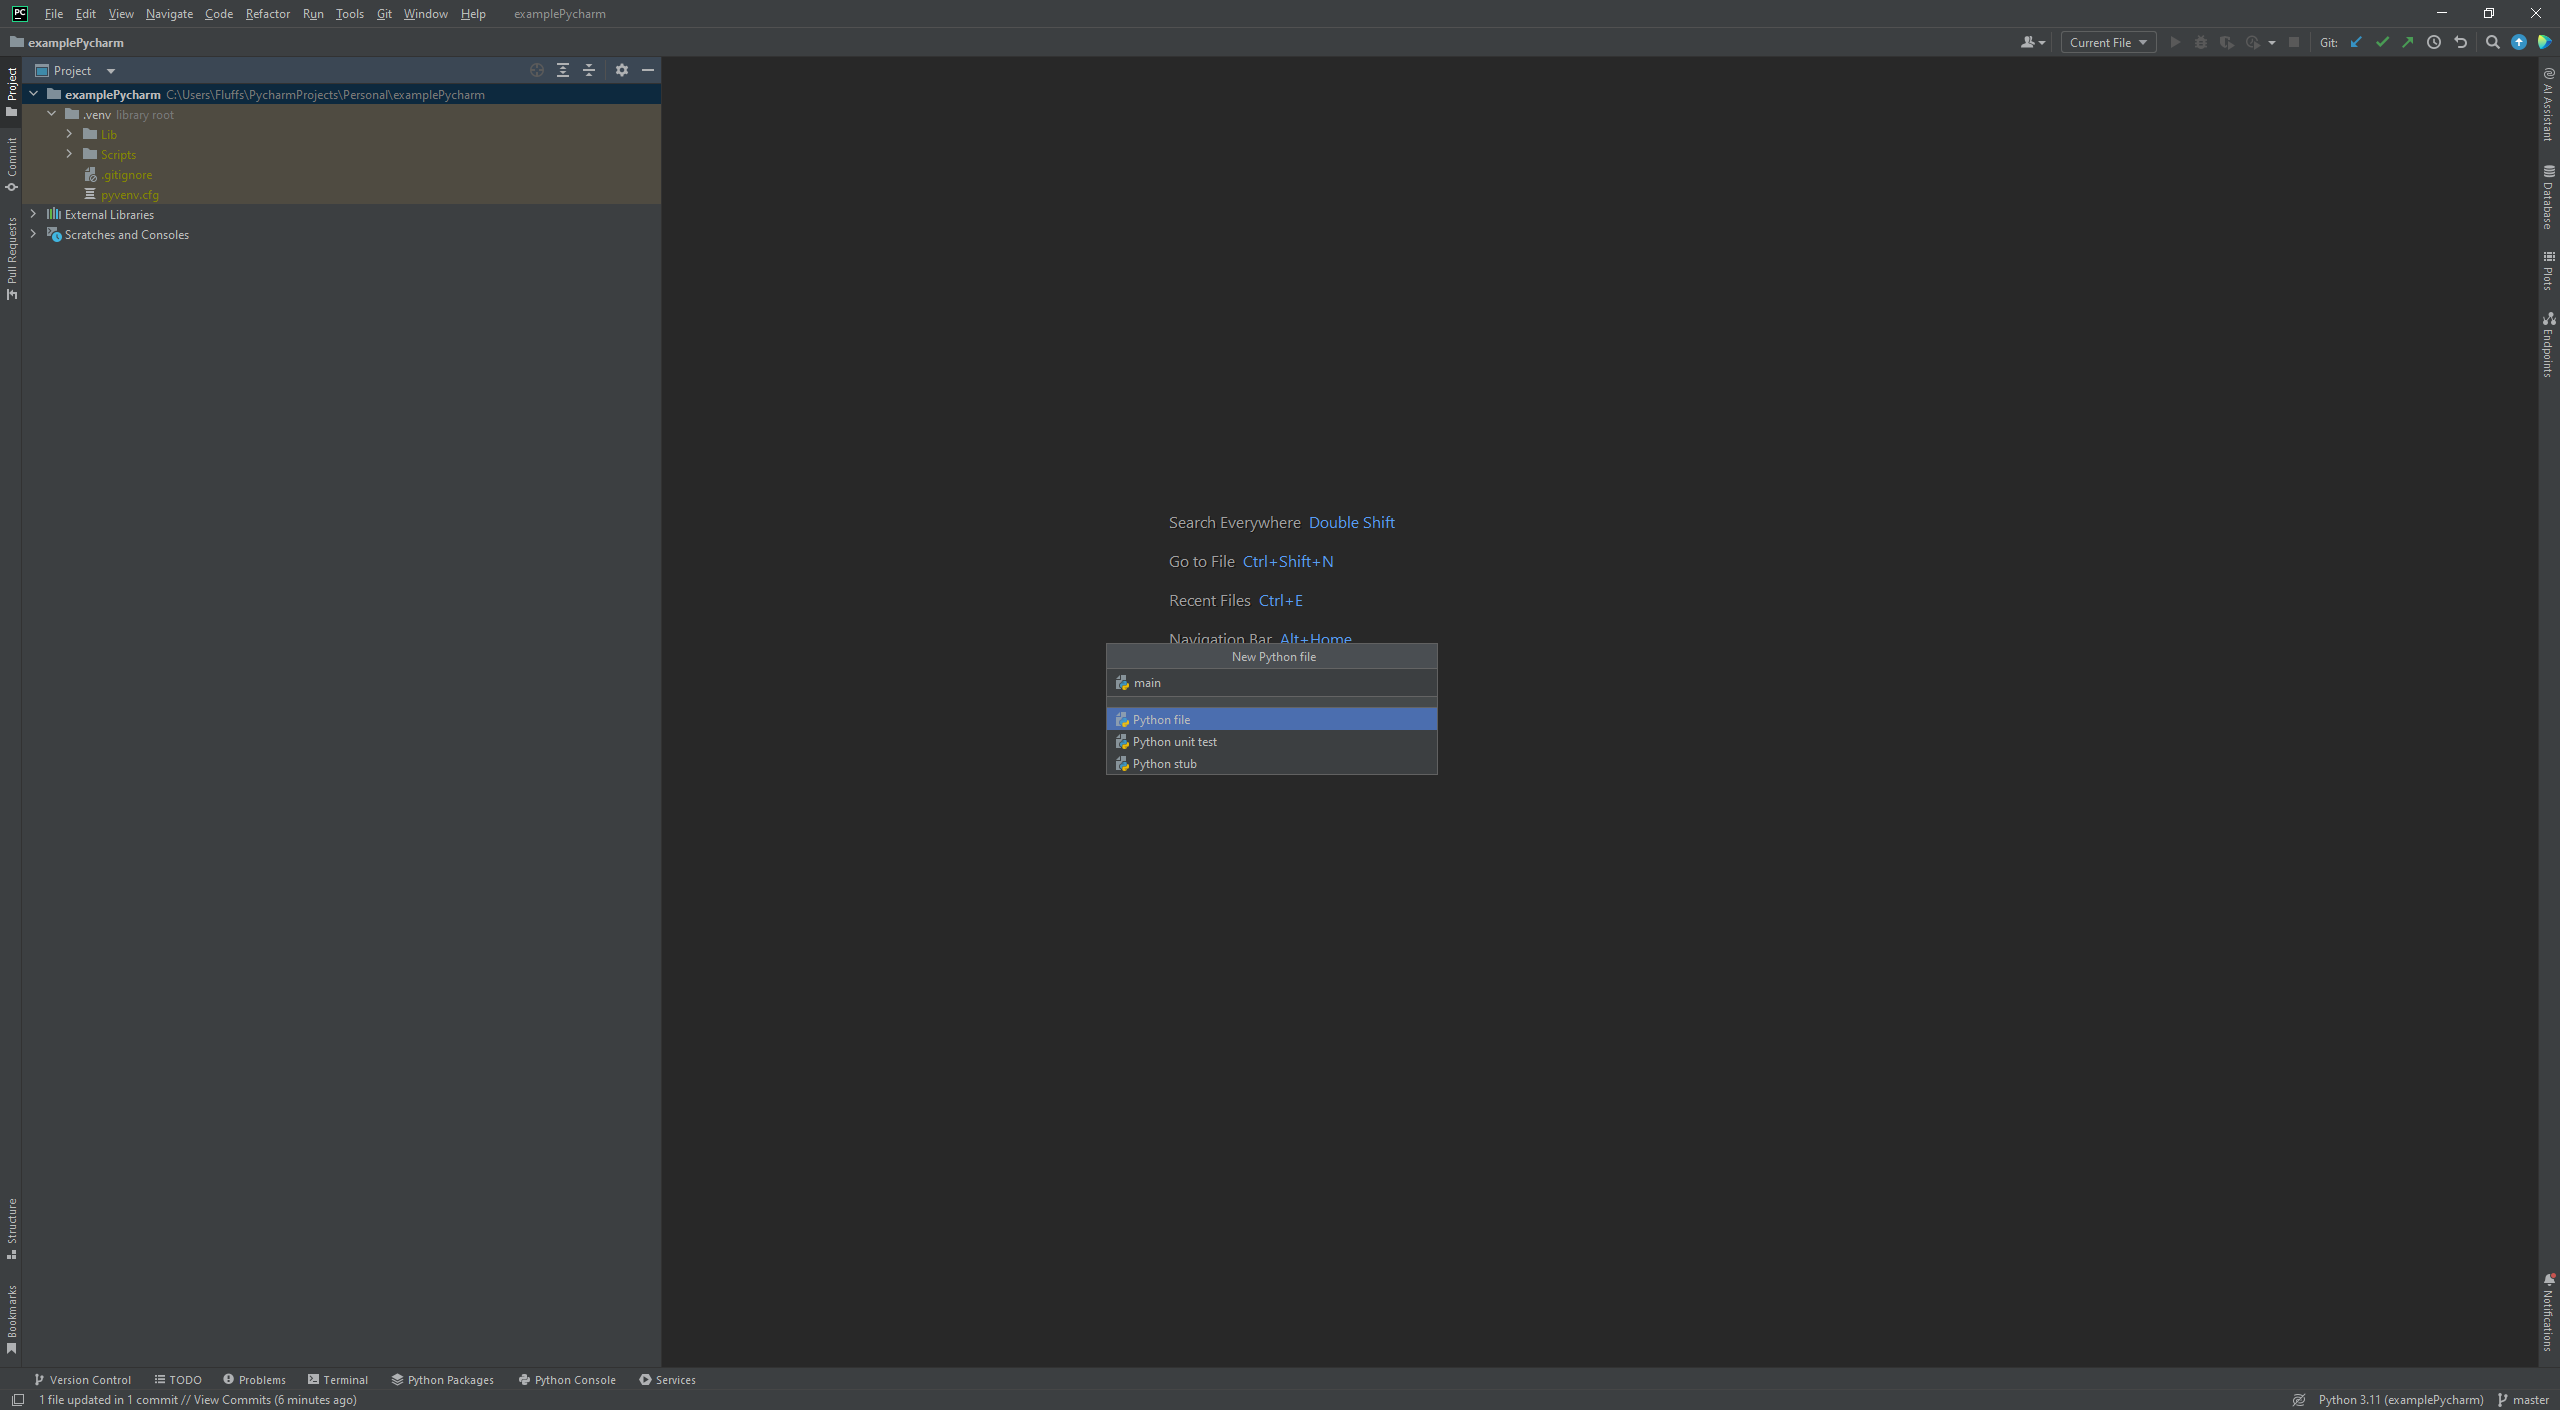 PC File Edit View Navigate Code Refactor Run Tools Git Window Help examplePycharm
examplePycharm Current File Git:
Project
examplePycharm C:\Users\Fluffs\PycharmProjects\Personal\examplePycharm
.venv library root
Lib
Scripts
.gitignore
pyvenv.cfg
External Libraries
Scratches and Consoles
Project
Commit
Pull Requests
Structure
Bookmarks
Search Everywhere Double Shift
Go to File Ctrl+Shift+N
Recent Files Ctrl+E
Navigation Bar Alt+Home
New Python file
main
Python file
Python unit test
Python stub
AI Assistant
Database
Plots
Endpoints
Notifications
Version Control TODO Problems Terminal Python Packages Python Console Services
1 file updated in 1 commit // View Commits (6 minutes ago) Python 3.11 (examplePycharm) master